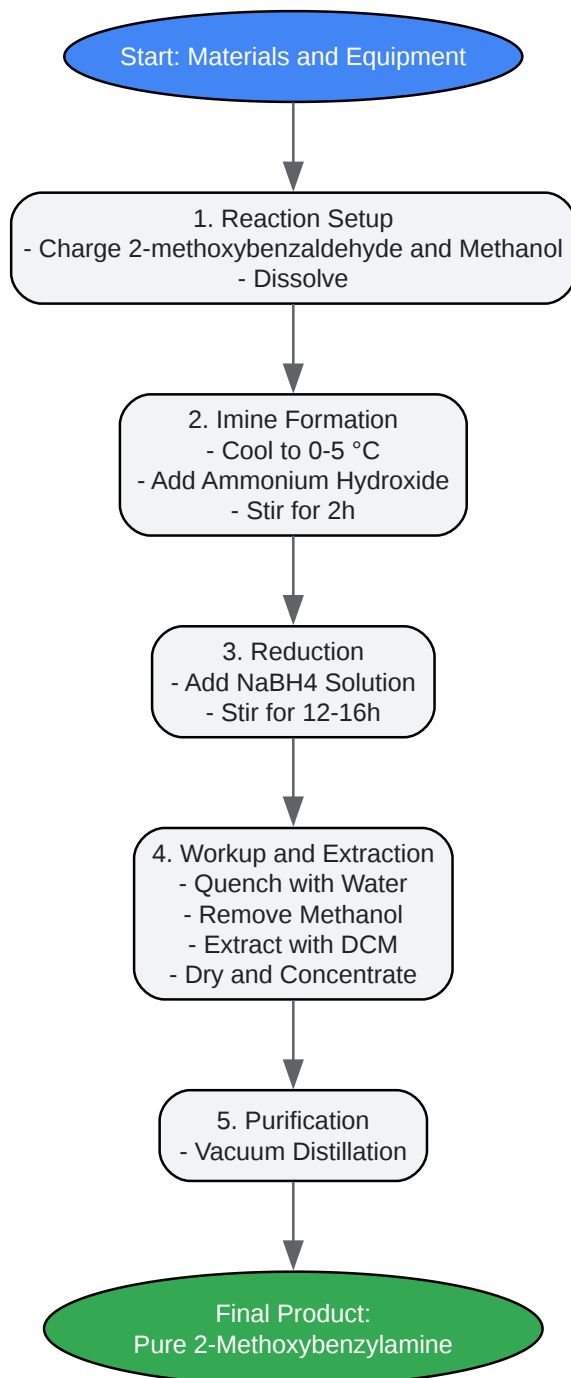 Start: Materials and Equipment
1. Reaction Setup
- Charge 2-methoxybenzaldehyde and Methanol
- Dissolve
2. Imine Formation
- Cool to 0-5 °C
- Add Ammonium Hydroxide
- Stir for 2h
3. Reduction
- Add NaBH4 Solution
- Stir for 12-16h
4. Workup and Extraction
- Quench with Water
- Remove Methanol
- Extract with DCM
- Dry and Concentrate
5. Purification
- Vacuum Distillation
Final Product:
Pure 2-Methoxybenzylamine